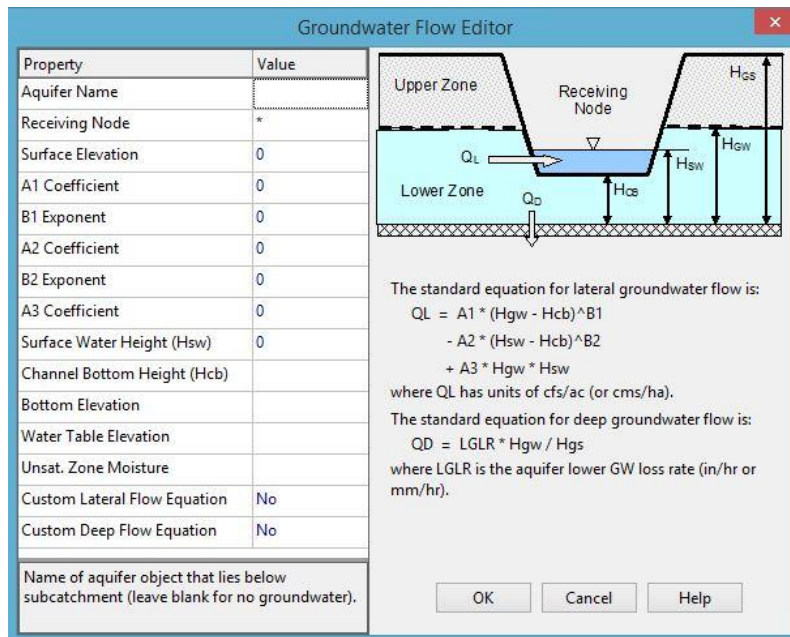 Groundwater Flow Editor
x
Property Value
Aquifer Name
Receiving Node *
Surface Elevation 0
A1 Coefficient 0
B1 Exponent 0
A2 Coefficient 0
B2 Exponent 0
A3 Coefficient 0
Surface Water Height (Hsw) 0
Channel Bottom Height (Hcb)
Bottom Elevation
Water Table Elevation
Unsat. Zone Moisture
Custom Lateral Flow Equation No
Custom Deep Flow Equation No
Name of aquifer object that lies below
subcatchment (leave blank for no groundwater).
Upper Zone
Receiving
Node
HGS
HGW
QL
HSW
Lower Zone
HCB
QD
The standard equation for lateral groundwater flow is:
QL = A1 * (Hgw - Hcb)^B1
- A2 * (Hsw - Hcb)^B2
+ A3 * Hgw * Hsw
where QL has units of cfs/ac (or cms/ha).
The standard equation for deep groundwater flow is:
QD = LGLR * Hgw / Hgs
where LGLR is the aquifer lower GW loss rate (in/hr or
mm/hr).
OK Cancel Help